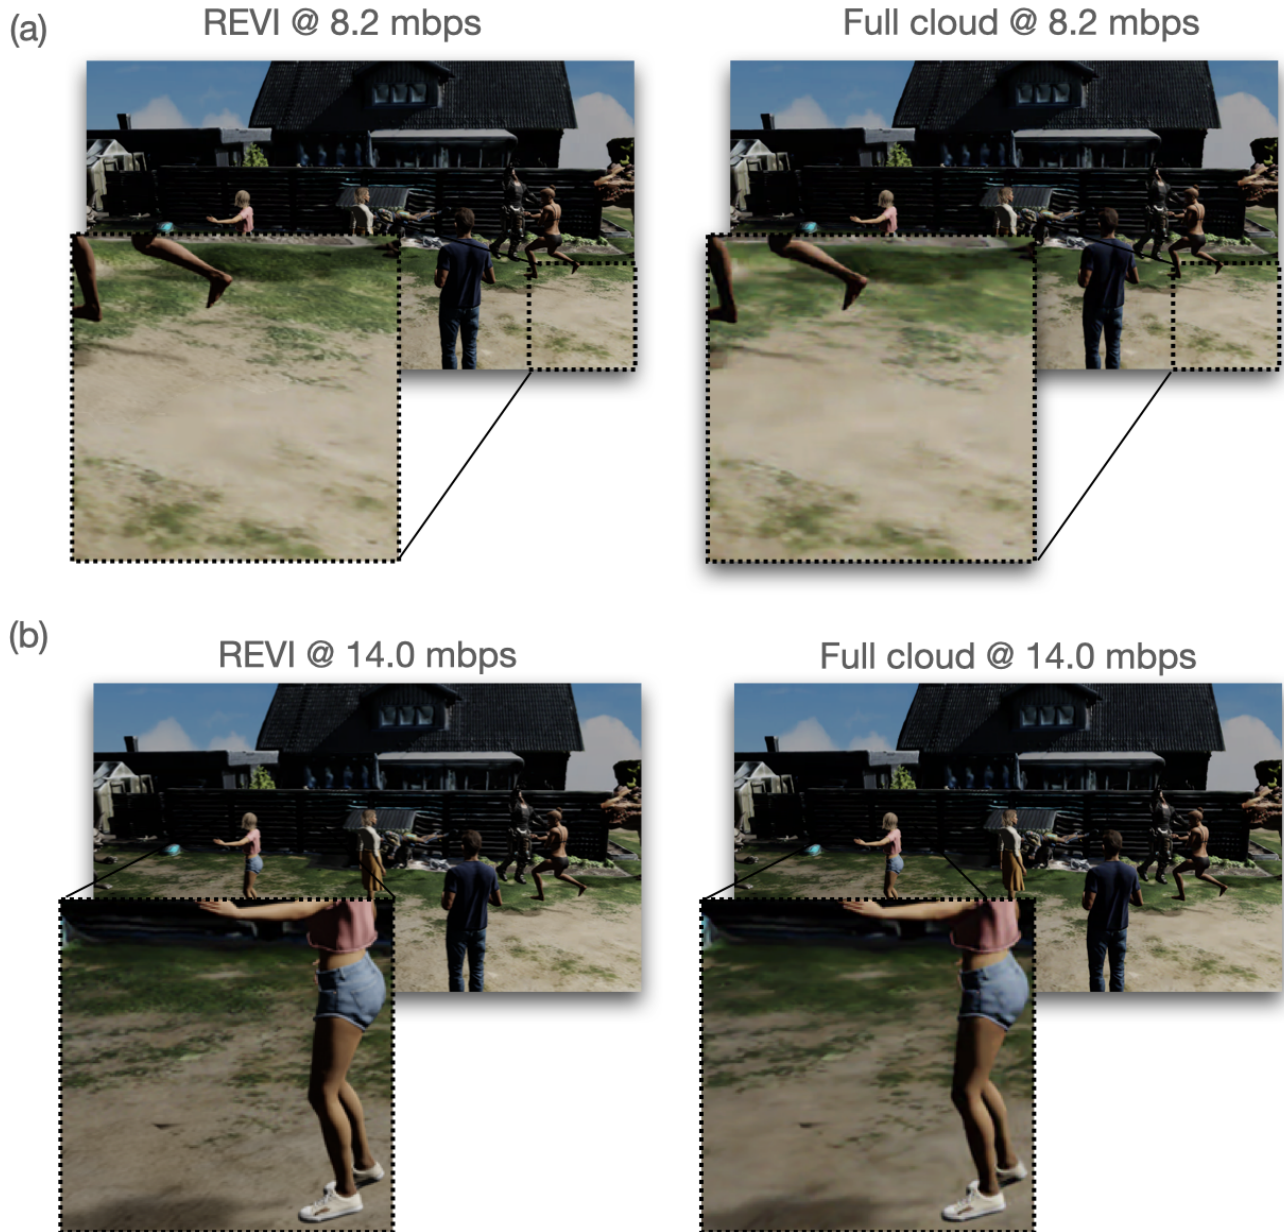 (a)
REVI @ 8.2 mbps
Full cloud @ 8.2 mbps
(b)
REVI @ 14.0 mbps
Full cloud @ 14.0 mbps